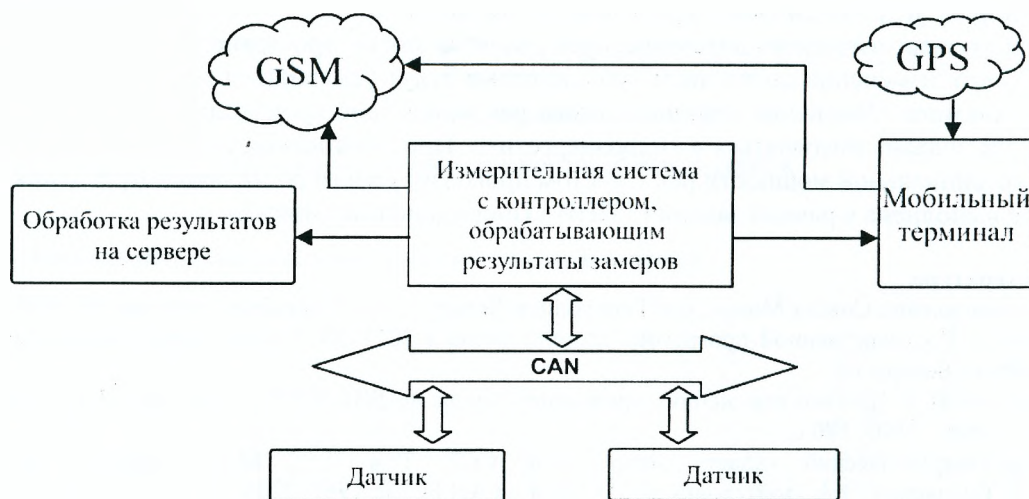 GSM
GPS
Измерительная система
с контроллером,
обрабатывающим
результаты замеров
Обработка результатов
на сервере
Мобильный
терминал
CAN
Датчик
Датчик